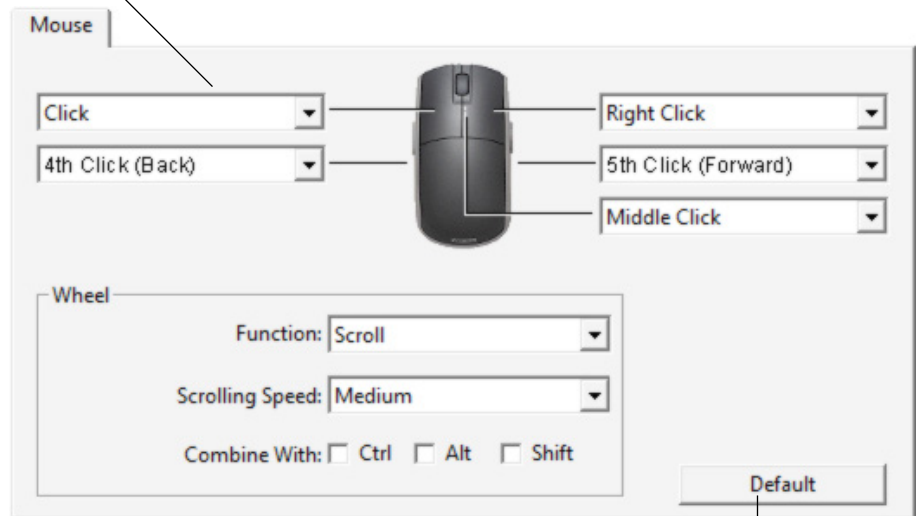 Mouse
Click
Right Click
4th Click (Back)
5th Click (Forward)
Middle Click
Wheel
Function: Scroll
Scrolling Speed: Medium
Combine With: Ctrl Alt Shift
Default